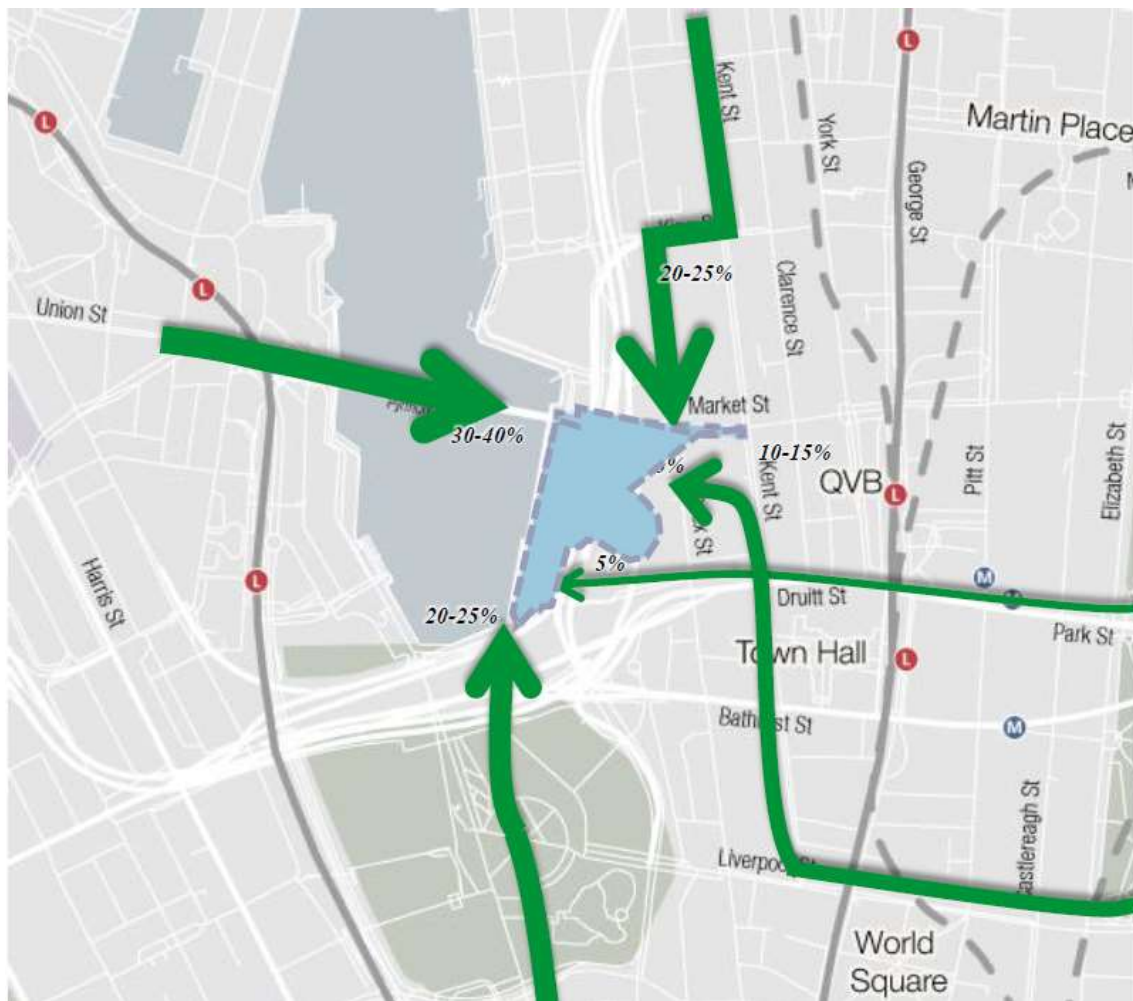 L
Kent St
Martin Place
York St
George St
L
20-25%
Clarence St
L
Union St
Market St
30-40%
10-15%
Kent St
QVB
L
Pitt St
Elizabeth St
Harris St
L
5%
M
M
Druitt St
Park St
20-25%
Town Hall
L
Bathurst St
M
Castlereagh St
Liverpool St
World
Square